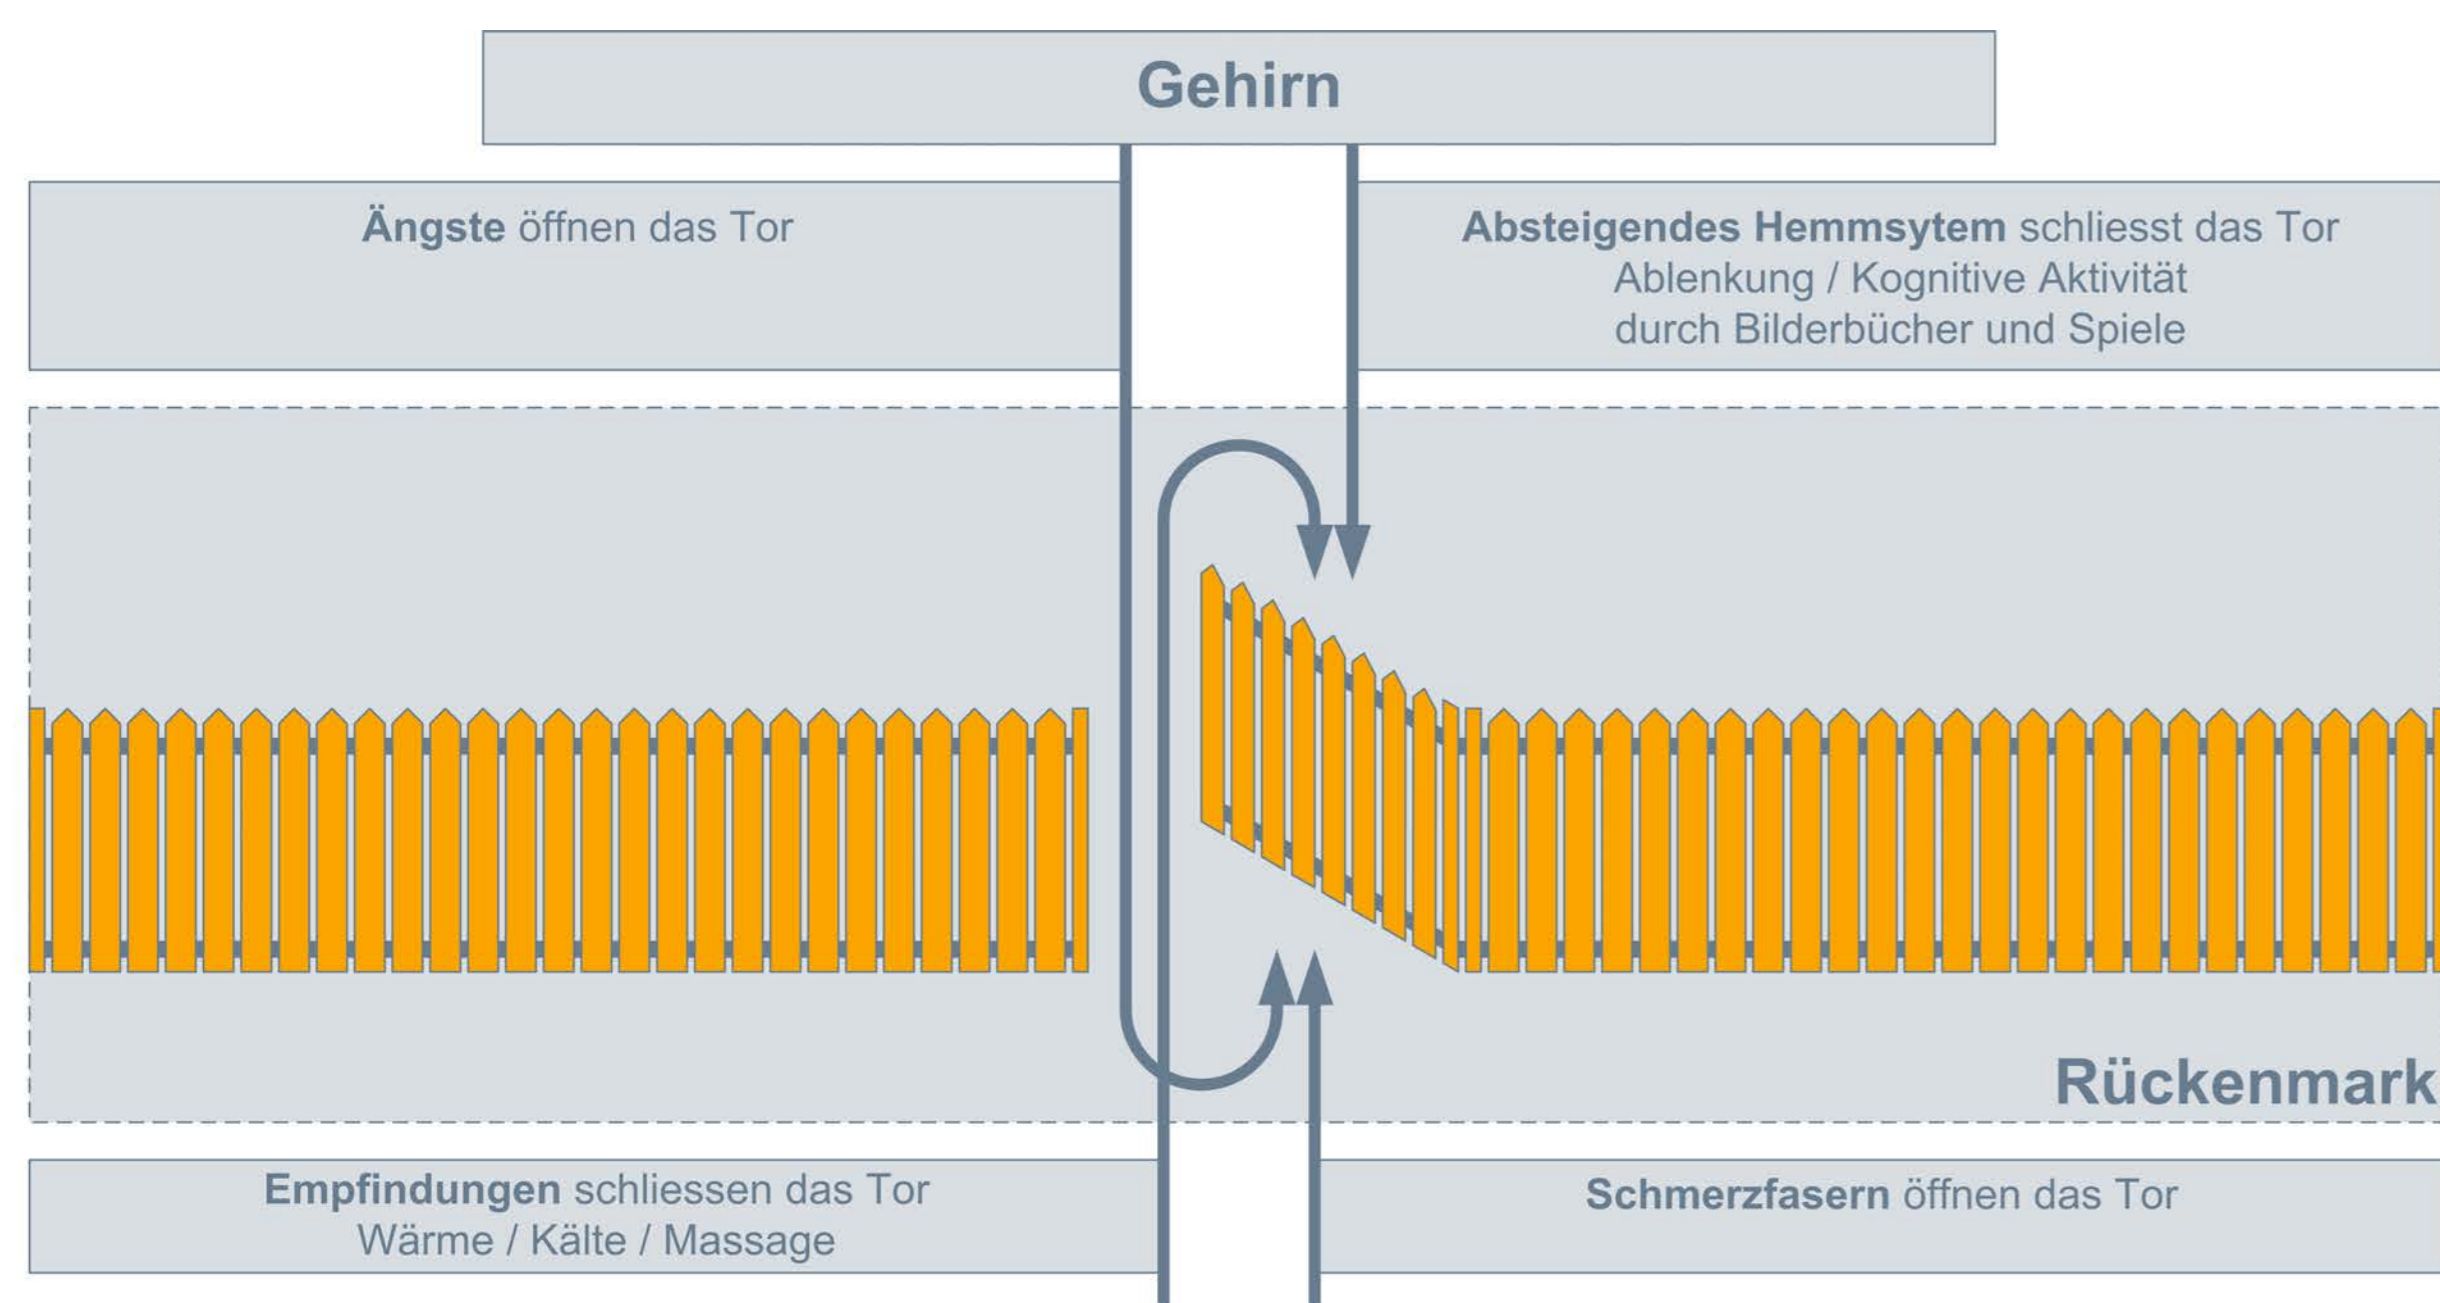 Gehirn
Ängste öffnen das Tor
Absteigendes Hemmsytem schliesst das Tor
Ablenkung / Kognitive Aktivität
durch Bilderbücher und Spiele
Rückenmark
Empfindungen schliessen das Tor
Wärme / Kälte / Massage
Schmerzfasern öffnen das Tor